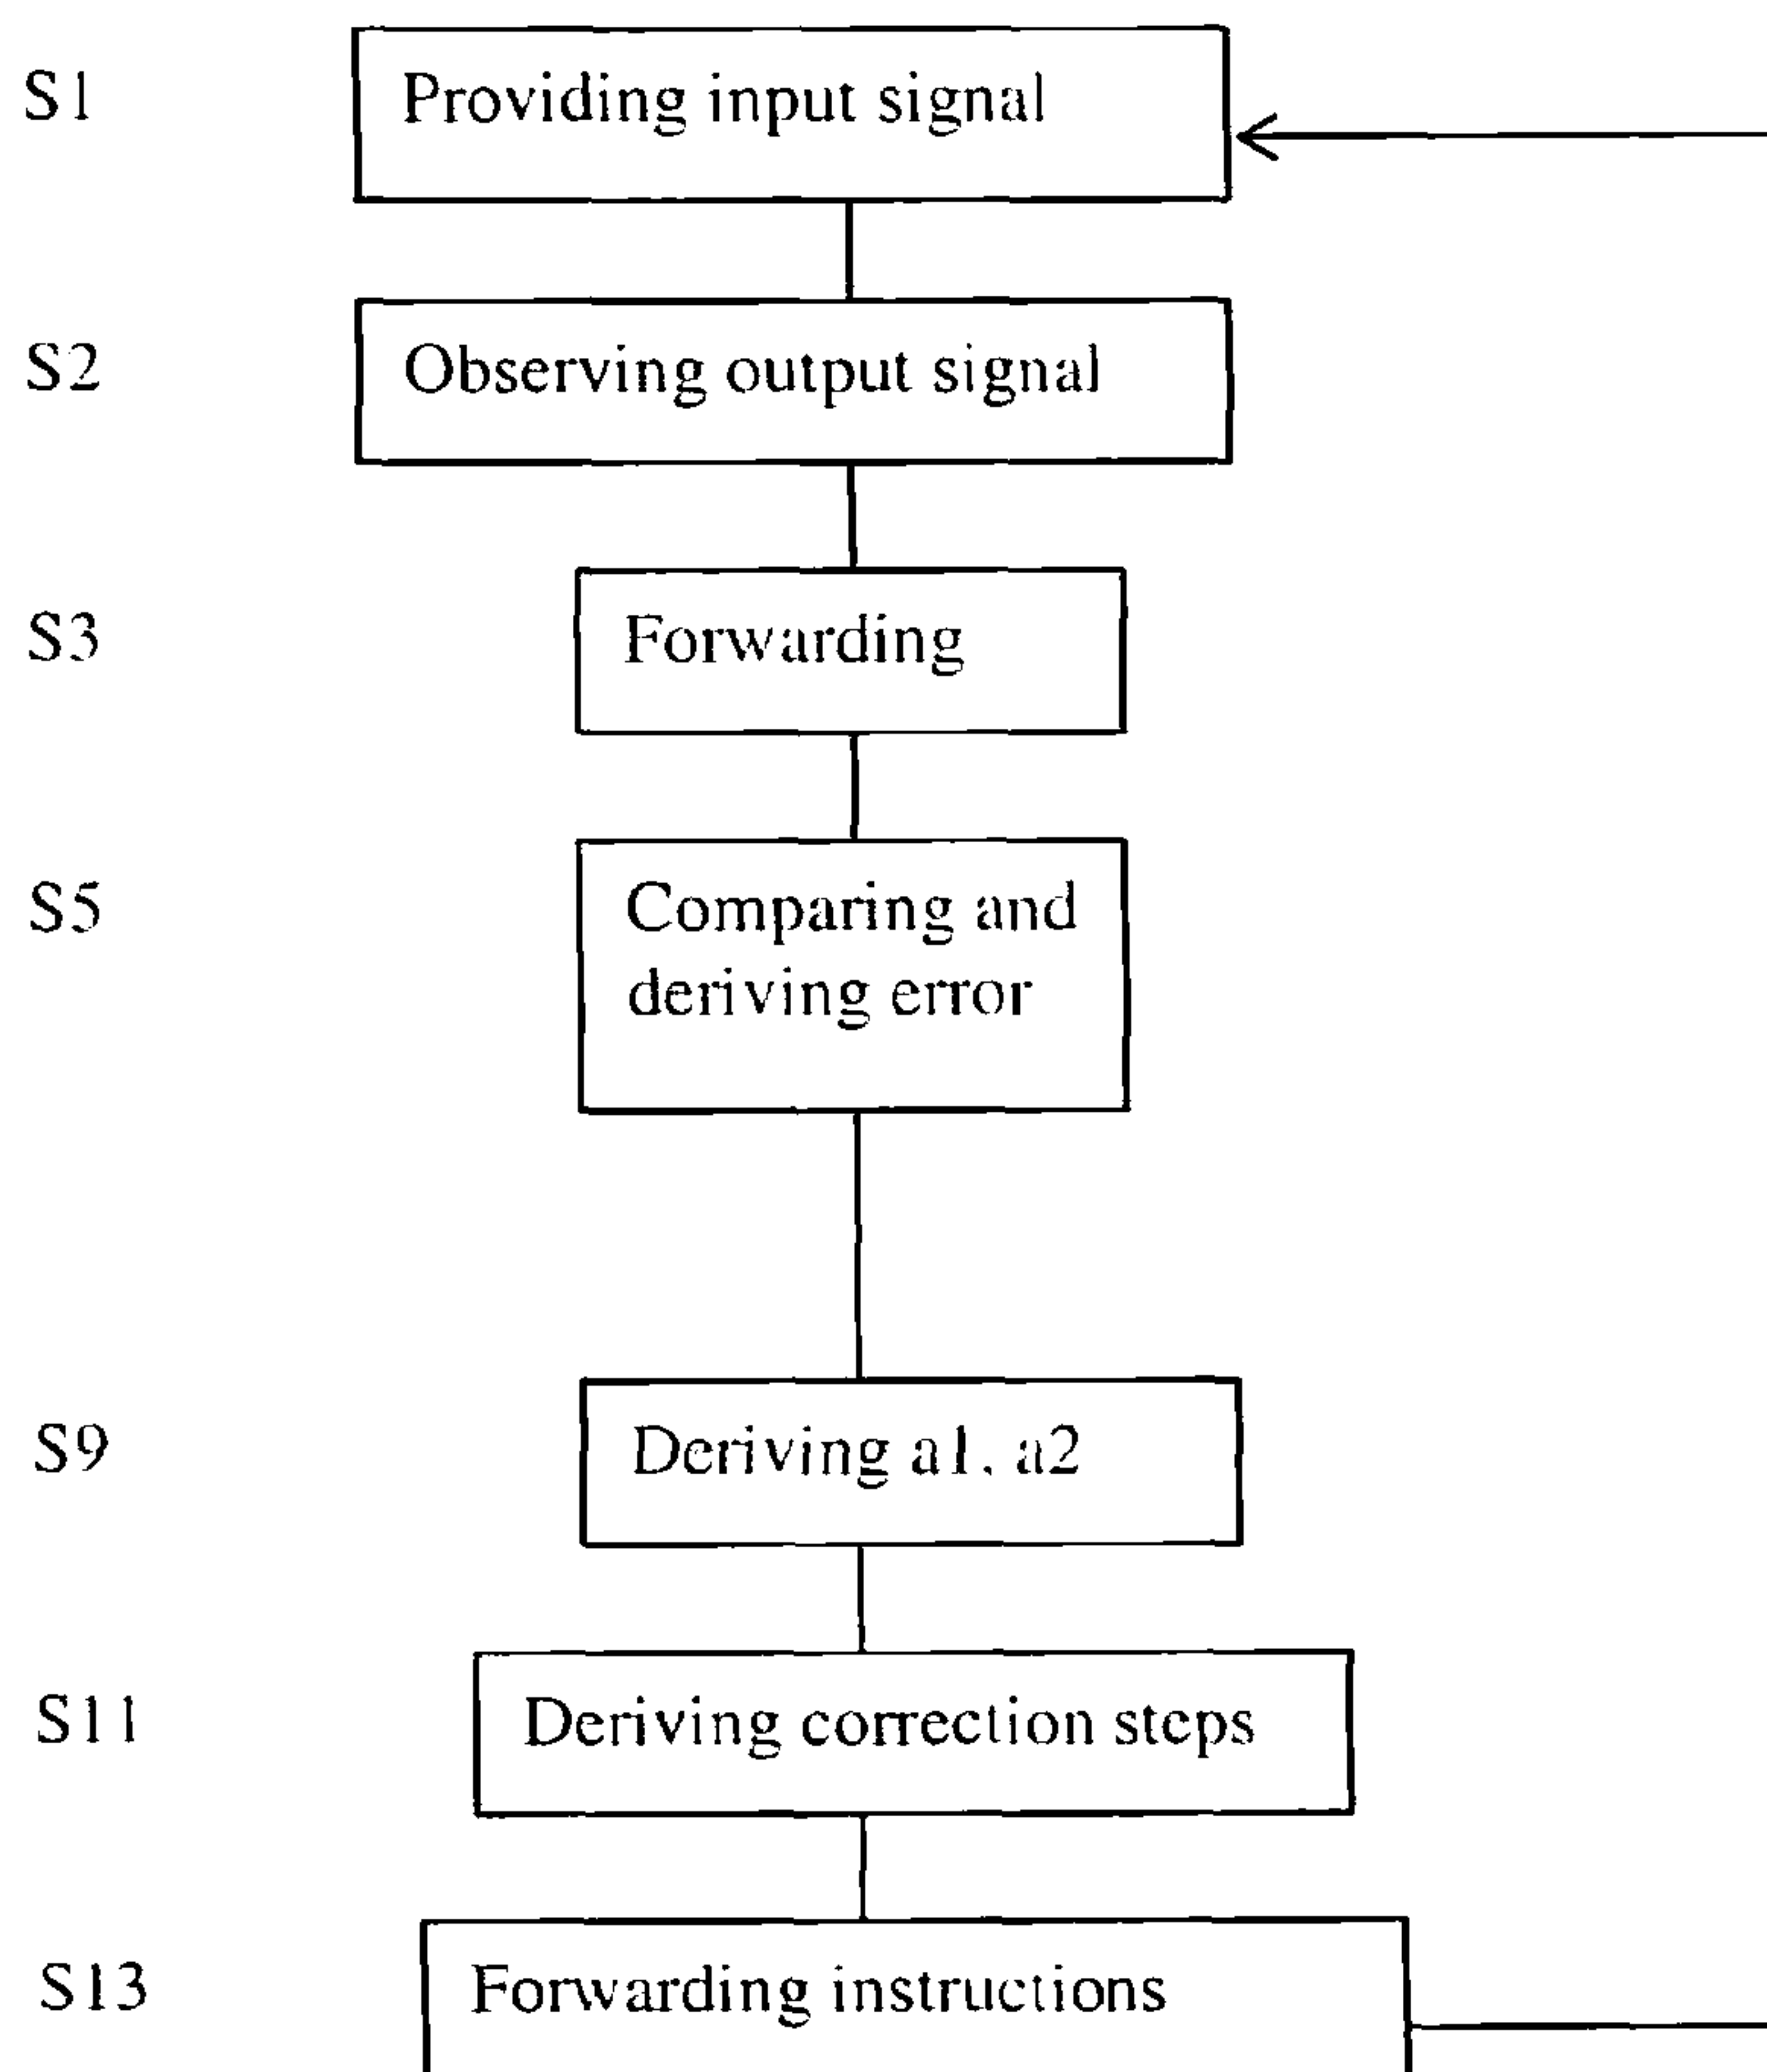 S1 Providing input signal
S2 Observing output signal
S3 Forwarding
S5 Comparing and
deriving error
S9 Deriving a1, a2
S11 Deriving correction steps
S13 Forwarding instructions